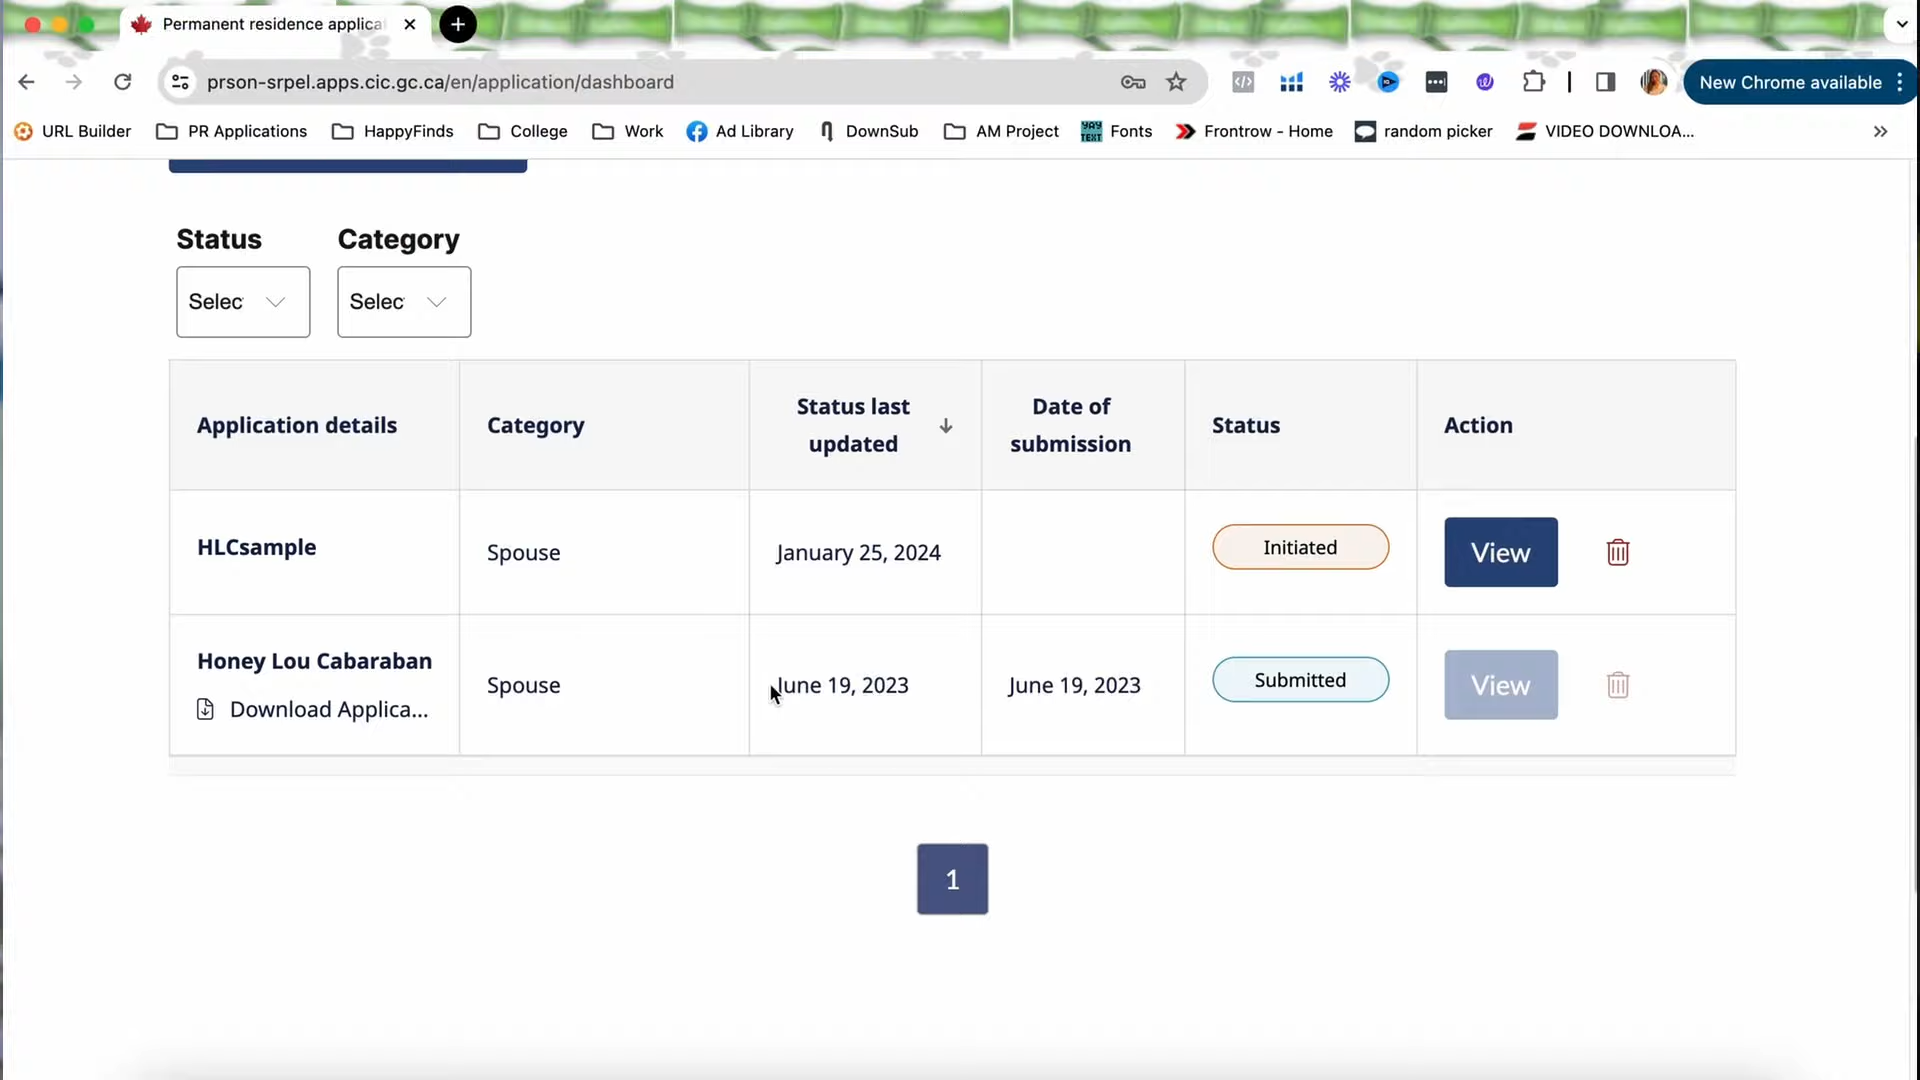 Permanent residence applica
prson-srpel.apps.cic.gc.ca/en/application/dashboard
New Chrome available
URL Builder
PR Applications
HappyFinds
College
Work
Ad Library
DownSub
AM Project
YAY TEXT
Fonts
Frontrow - Home
random picker
VIDEO DOWNLOA...
Status
Category
Selec
Selec
Application details
Category
Status last
updated
Date of
submission
Status
Action
HLCsample
Spouse
January 25, 2024
Initiated
View
Honey Lou Cabaraban
Download Applica...
Spouse
June 19, 2023
June 19, 2023
Submitted
View
1